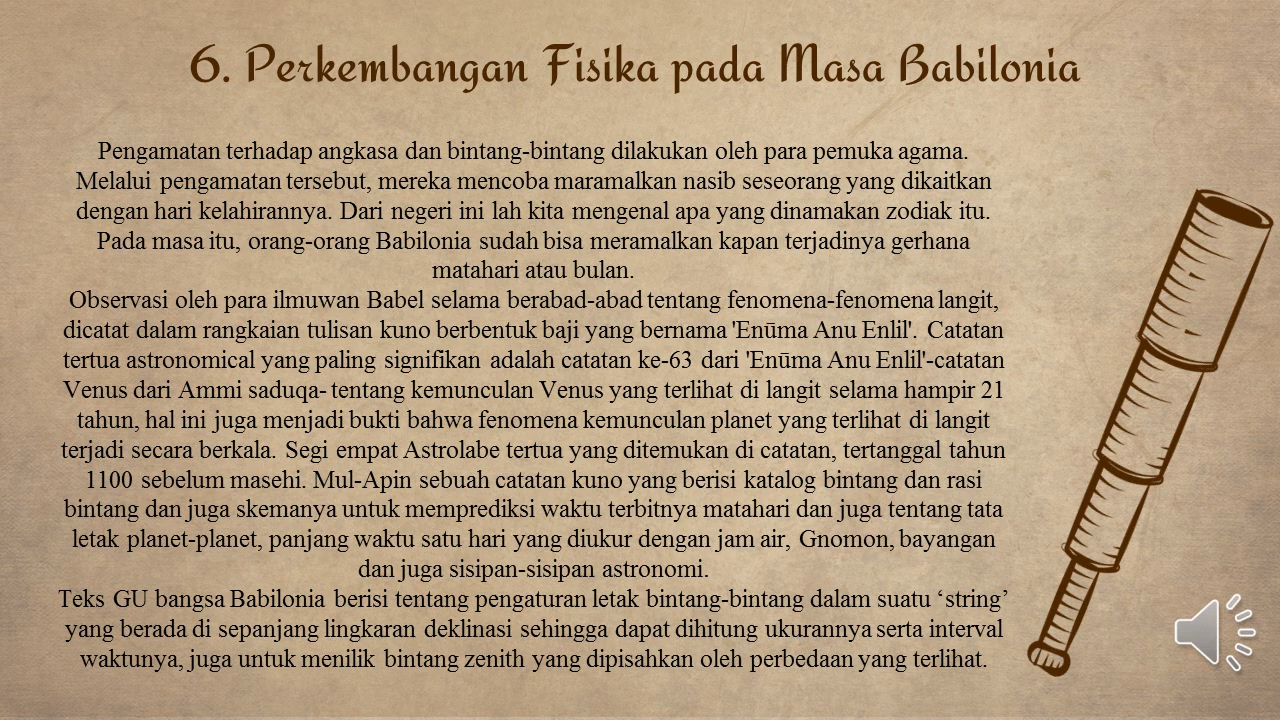 6. Perkembangan Fisika pada Masa Babilonia
Pengamatan terhadap angkasa dan bintang-bintang dilakukan oleh para pemuka agama.
Melalui pengamatan tersebut, mereka mencoba maramalkan nasib seseorang yang dikaitkan
dengan hari kelahirannya. Dari negeri ini lah kita mengenal apa yang dinamakan zodiak itu.
Pada masa itu, orang-orang Babilonia sudah bisa meramalkan kapan terjadinya gerhana
matahari atau bulan.
Observasi oleh para ilmuwan Babel selama berabad-abad tentang fenomena-fenomena langit,
dicatat dalam rangkaian tulisan kuno berbentuk baji yang bernama 'Enūma Anu Enlil'. Catatan
tertua astronomical yang paling signifikan adalah catatan ke-63 dari 'Enūma Anu Enlil'-catatan
Venus dari Ammi saduqa- tentang kemunculan Venus yang terlihat di langit selama hampir 21
tahun, hal ini juga menjadi bukti bahwa fenomena kemunculan planet yang terlihat di langit
terjadi secara berkala. Segi empat Astrolabe tertua yang ditemukan di catatan, tertanggal tahun
1100 sebelum masehi. Mul-Apin sebuah catatan kuno yang berisi katalog bintang dan rasi
bintang dan juga skemanya untuk memprediksi waktu terbitnya matahari dan juga tentang tata
letak planet-planet, panjang waktu satu hari yang diukur dengan jam air, Gnomon, bayangan
dan juga sisipan-sisipan astronomi.
Teks GU bangsa Babilonia berisi tentang pengaturan letak bintang-bintang dalam suatu ‘string’
yang berada di sepanjang lingkaran deklinasi sehingga dapat dihitung ukurannya serta interval
waktunya, juga untuk menilik bintang zenith yang dipisahkan oleh perbedaan yang terlihat.